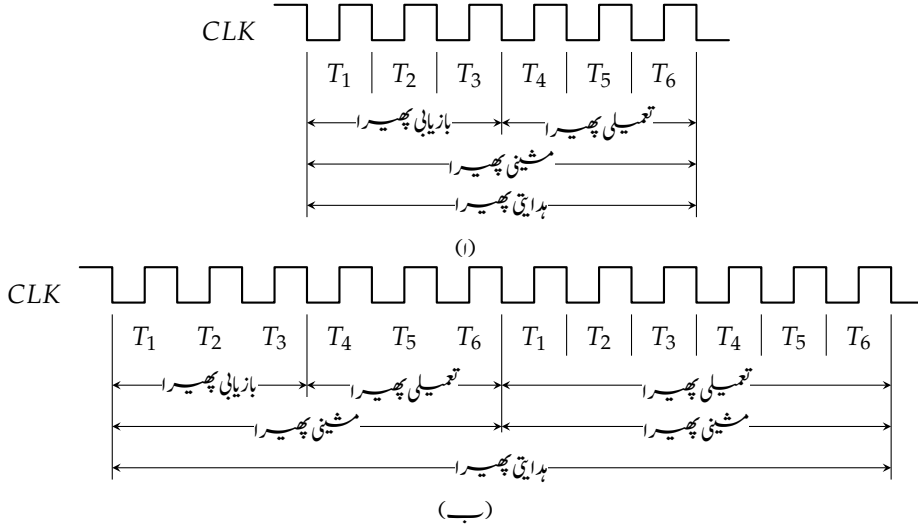 CLK
T1 T2 T3 T4 T5 T6
بازیابی پھیرا تعمیلی پھیرا
مشینی پھیرا
ہدایتی پھیرا
(ا)
CLK
T1 T2 T3 T4 T5 T6 T1 T2 T3 T4 T5 T6
بازیابی پھیرا تعمیلی پھیرا تعمیلی پھیرا
مشینی پھیرا مشینی پھیرا
ہدایتی پھیرا
(ب)